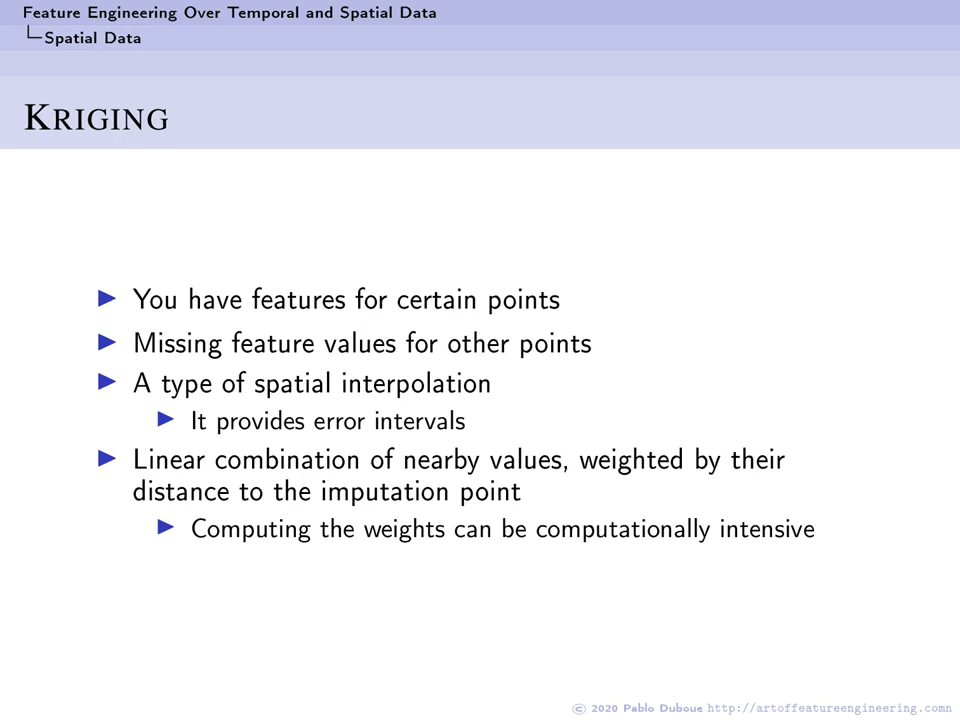 Feature Engineering Over Temporal and Spatial Data
Spatial Data
KRIGING
You have features for certain points
Missing feature values for other points
A type of spatial interpolation
It provides error intervals
Linear combination of nearby values, weighted by their
distance to the imputation point
Computing the weights can be computationally intensive
© 2020 Pablo Duboue http://artoffeatureengineering.comn